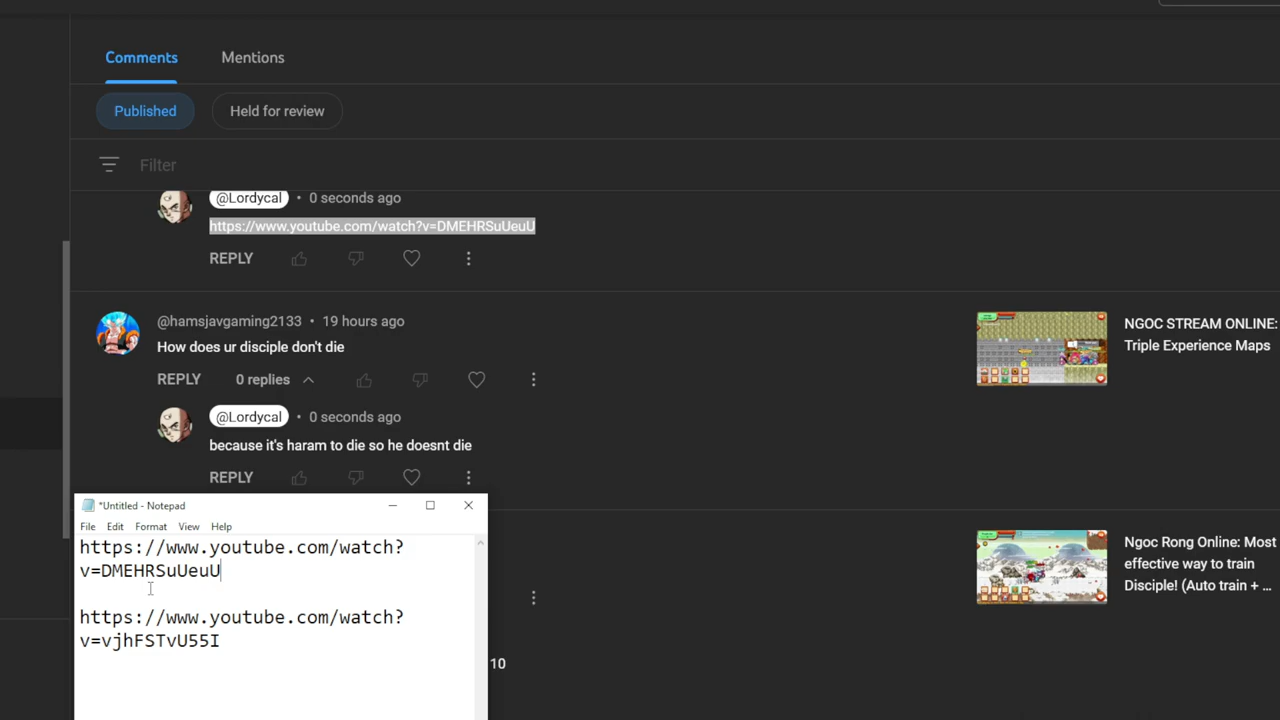 Comments Mentions
Published Held for review
Filter
@Lordycal • 0 seconds ago
https://www.youtube.com/watch?v=DMEHRSuUeuU
REPLY
@hamsjavgaming2133 • 19 hours ago
How does ur disciple don't die
REPLY 0 replies
NGOC STREAM ONLINE:
Triple Experience Maps
@Lordycal • 0 seconds ago
because it's haram to die so he doesnt die
REPLY
*Untitled - Notepad
File Edit Format View Help
https://www.youtube.com/watch?
v=DMEHRSuUeuU
https://www.youtube.com/watch?
v=vjhFSTvU55I
Ngoc Rong Online: Most
effective way to train
Disciple! (Auto train + ...
10